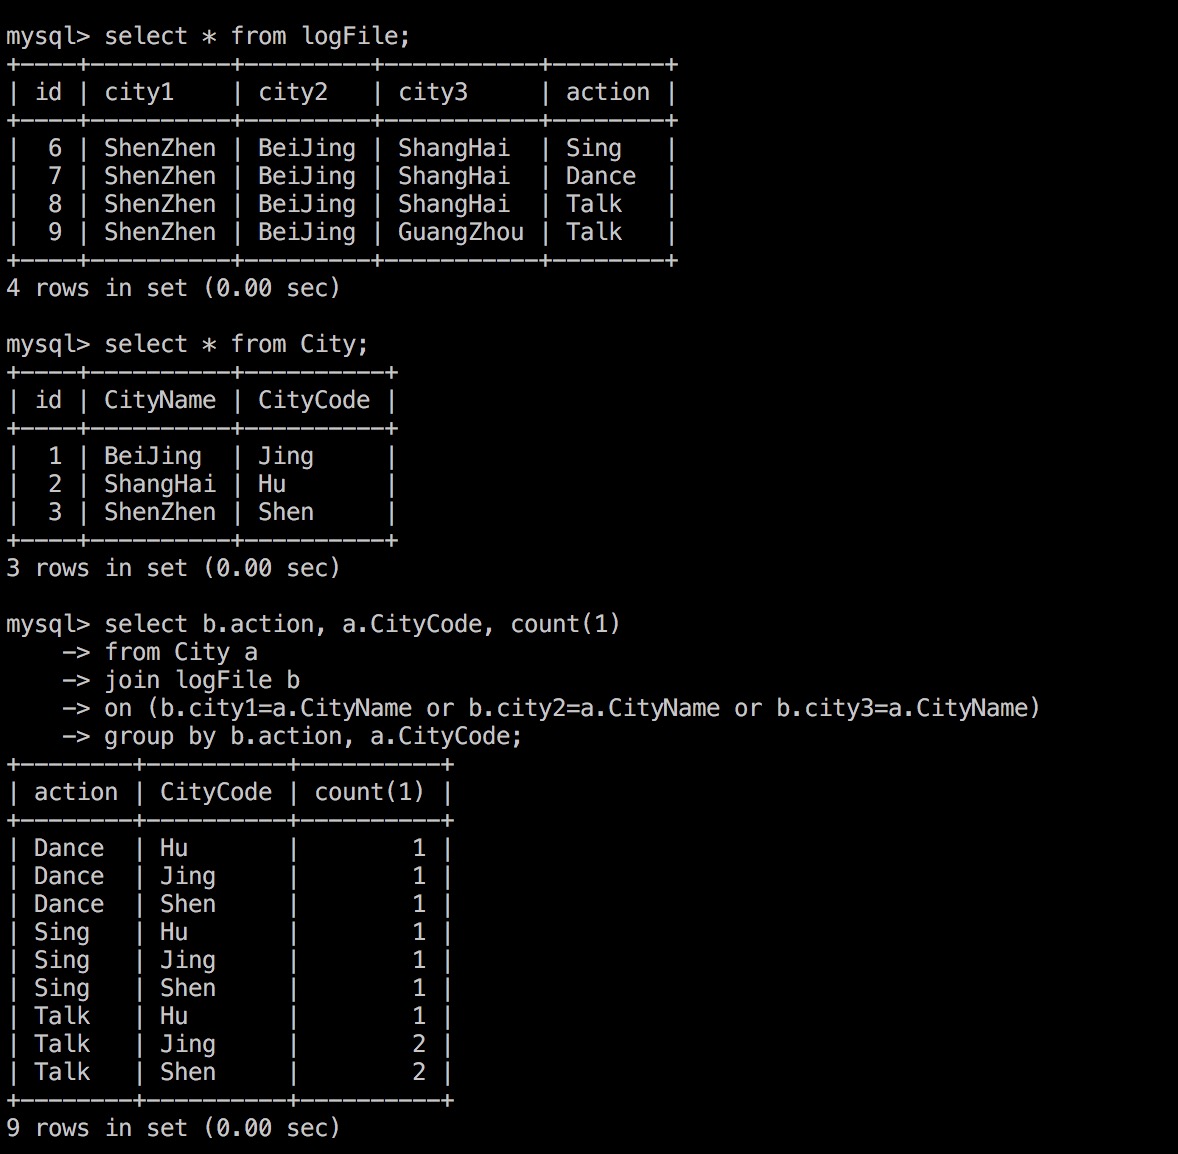 mysql> select * from logFile;
+----+----------+---------+-----------+--------+
| id | city1    | city2   | city3     | action |
+----+----------+---------+-----------+--------+
|  6 | ShenZhen | BeiJing | ShangHai  | Sing   |
|  7 | ShenZhen | BeiJing | ShangHai  | Dance  |
|  8 | ShenZhen | BeiJing | ShangHai  | Talk   |
|  9 | ShenZhen | BeiJing | GuangZhou | Talk   |
+----+----------+---------+-----------+--------+
4 rows in set (0.00 sec)

mysql> select * from City;
+----+----------+----------+
| id | CityName | CityCode |
+----+----------+----------+
|  1 | BeiJing  | Jing     |
|  2 | ShangHai | Hu       |
|  3 | ShenZhen | Shen     |
+----+----------+----------+
3 rows in set (0.00 sec)

mysql> select b.action, a.CityCode, count(1)
    -> from City a
    -> join logFile b
    -> on (b.city1=a.CityName or b.city2=a.CityName or b.city3=a.CityName)
    -> group by b.action, a.CityCode;
+--------+----------+----------+
| action | CityCode | count(1) |
+--------+----------+----------+
| Dance  | Hu       |        1 |
| Dance  | Jing     |        1 |
| Dance  | Shen     |        1 |
| Sing   | Hu       |        1 |
| Sing   | Jing     |        1 |
| Sing   | Shen     |        1 |
| Talk   | Hu       |        1 |
| Talk   | Jing     |        2 |
| Talk   | Shen     |        2 |
+--------+----------+----------+
9 rows in set (0.00 sec)